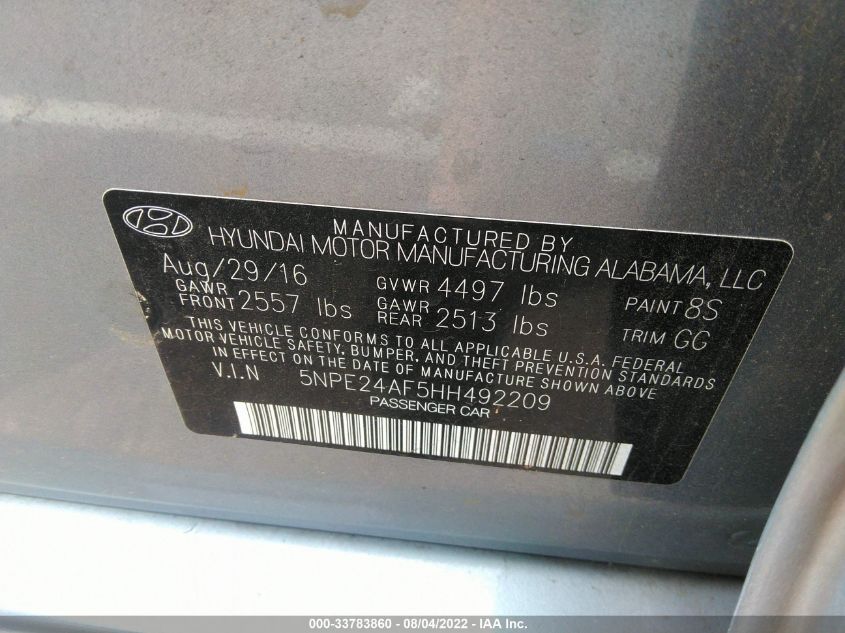 MANUFACTURED BY
HYUNDAI MOTOR MANUFACTURING ALABAMA, LLC
Aug/29/16 GVWR 4497 lbs PAINT 8S
GAWR FRONT 2557 lbs GAWR REAR 2513 lbs TRIM GG
THIS VEHICLE CONFORMS TO ALL APPLICABLE U.S.A. FEDERAL
MOTOR VEHICLE SAFETY, BUMPER, AND THEFT PREVENTION STANDARDS
IN EFFECT ON THE DATE OF MANUFACTURE SHOWN ABOVE
V.I.N 5NPE24AF5HH492209
PASSENGER CAR
000-33783860 - 08/04/2022 - IAA Inc.